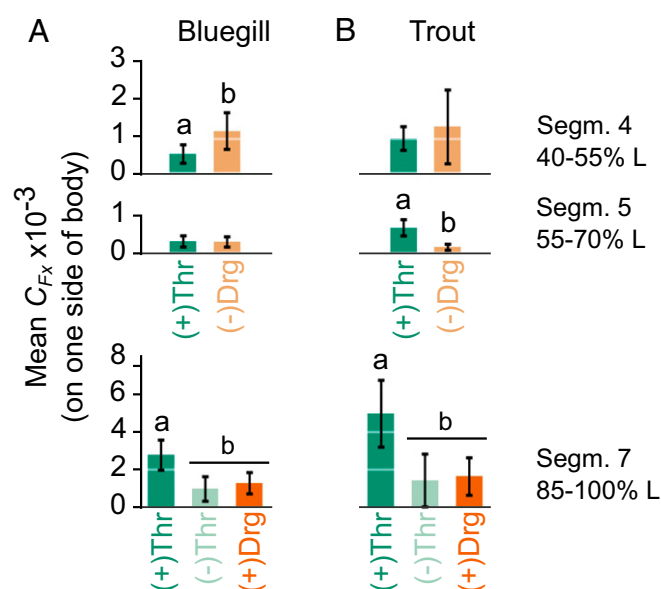 A Bluegill B Trout
Mean C_Fx x10-3
(on one side of body)
3
2
1
0
a b
Segm. 4
40-55% L
1
0
a b
Segm. 5
55-70% L
(+)Thr (-)Drg (+)Thr (-)Drg
8
6
4
2
0
a b a b
Segm. 7
85-100% L
(+)Thr (-)Thr (+)Drg (+)Thr (-)Thr (+)Drg